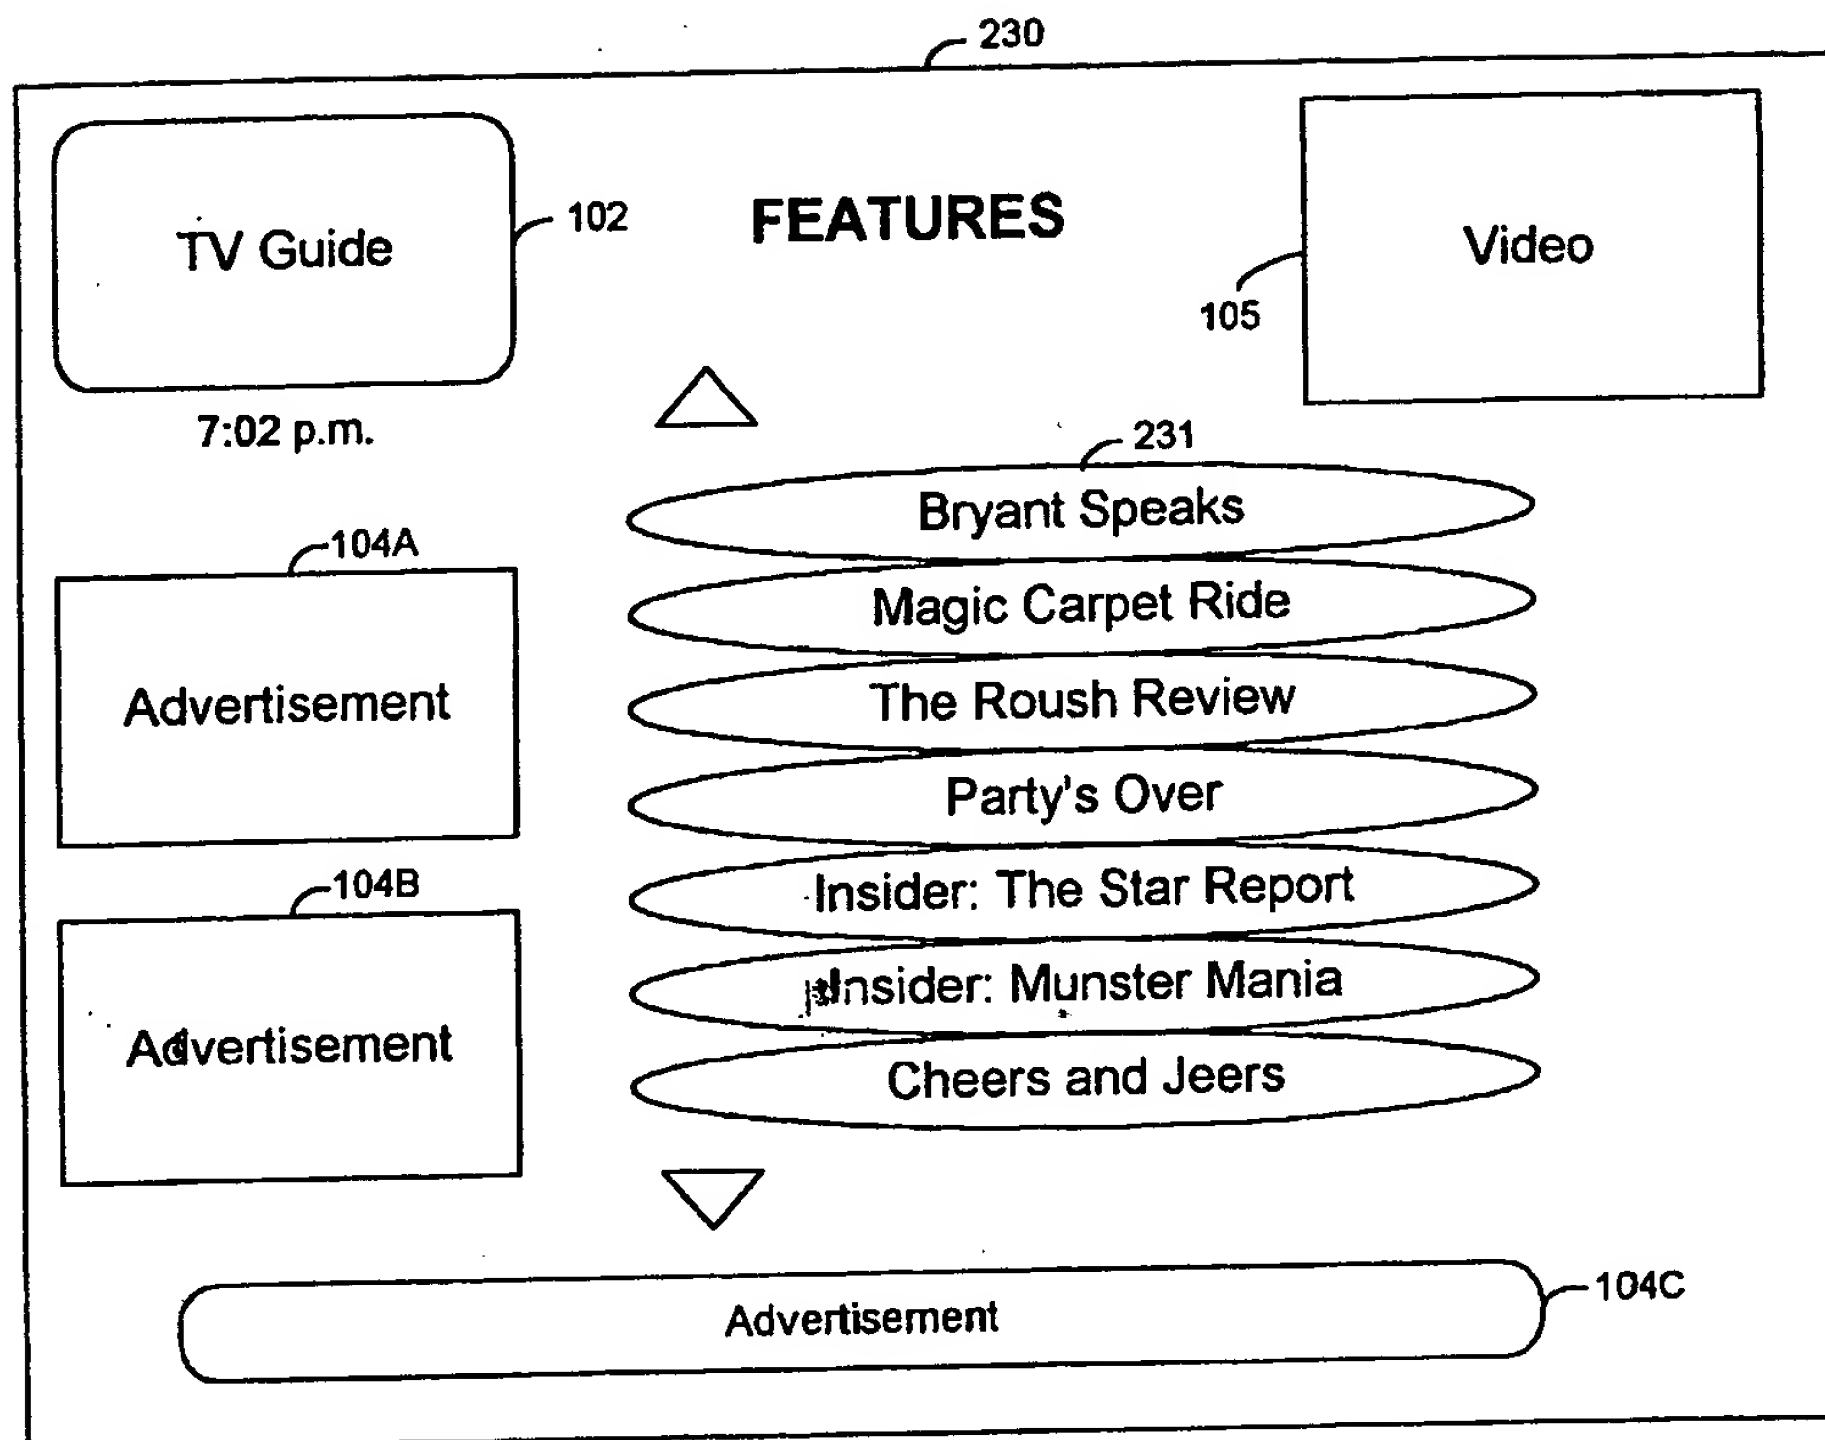 230
TV Guide
102
FEATURES
Video
105
7:02 p.m.
231
Bryant Speaks
Magic Carpet Ride
The Roush Review
Party's Over
Insider: The Star Report
Insider: Munster Mania
Cheers and Jeers
104A
Advertisement
104B
Advertisement
Advertisement
104C